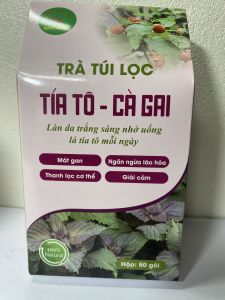 TRÀ TÚI LỌC
TÍA TÔ - CÀ GAI
Làn da trắng sáng nhờ uống
lá tía tô mỗi ngày
Mát gan
Ngăn ngừa lão hóa
Thanh lọc cơ thể
Giải cảm
100%
Natural
Hộp: 50 gói